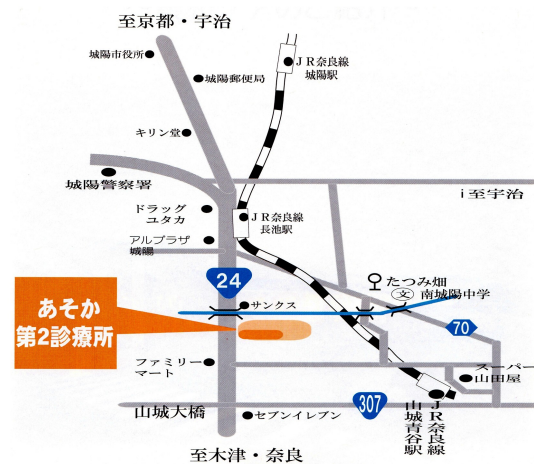 至京都・宇治
城陽市役所
ＪＲ奈良線
城陽駅
城陽郵便局
キリン堂
城陽警察署
i至宇治
ドラッグ
ユタカ
ＪＲ奈良線
長池駅
アルプラザ
城陽
24
たつみ畑
文
南城陽中学
あそか
第2診療所
サンクス
70
ファミリー
マート
スーパー
山田屋
山城大橋
セブンイレブン
307
ＪＲ奈良線
山城青谷駅
至木津・奈良